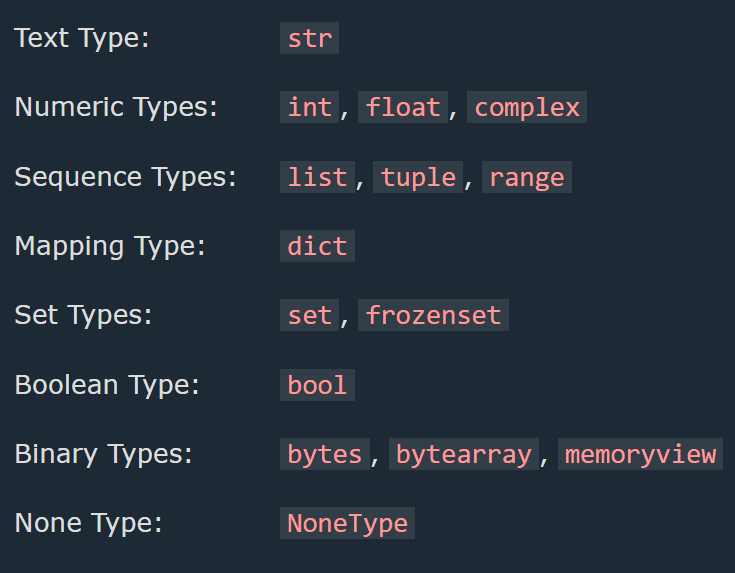 Text Type: str
Numeric Types: int, float, complex
Sequence Types: list, tuple, range
Mapping Type: dict
Set Types: set, frozenset
Boolean Type: bool
Binary Types: bytes, bytearray, memoryview
None Type: NoneType